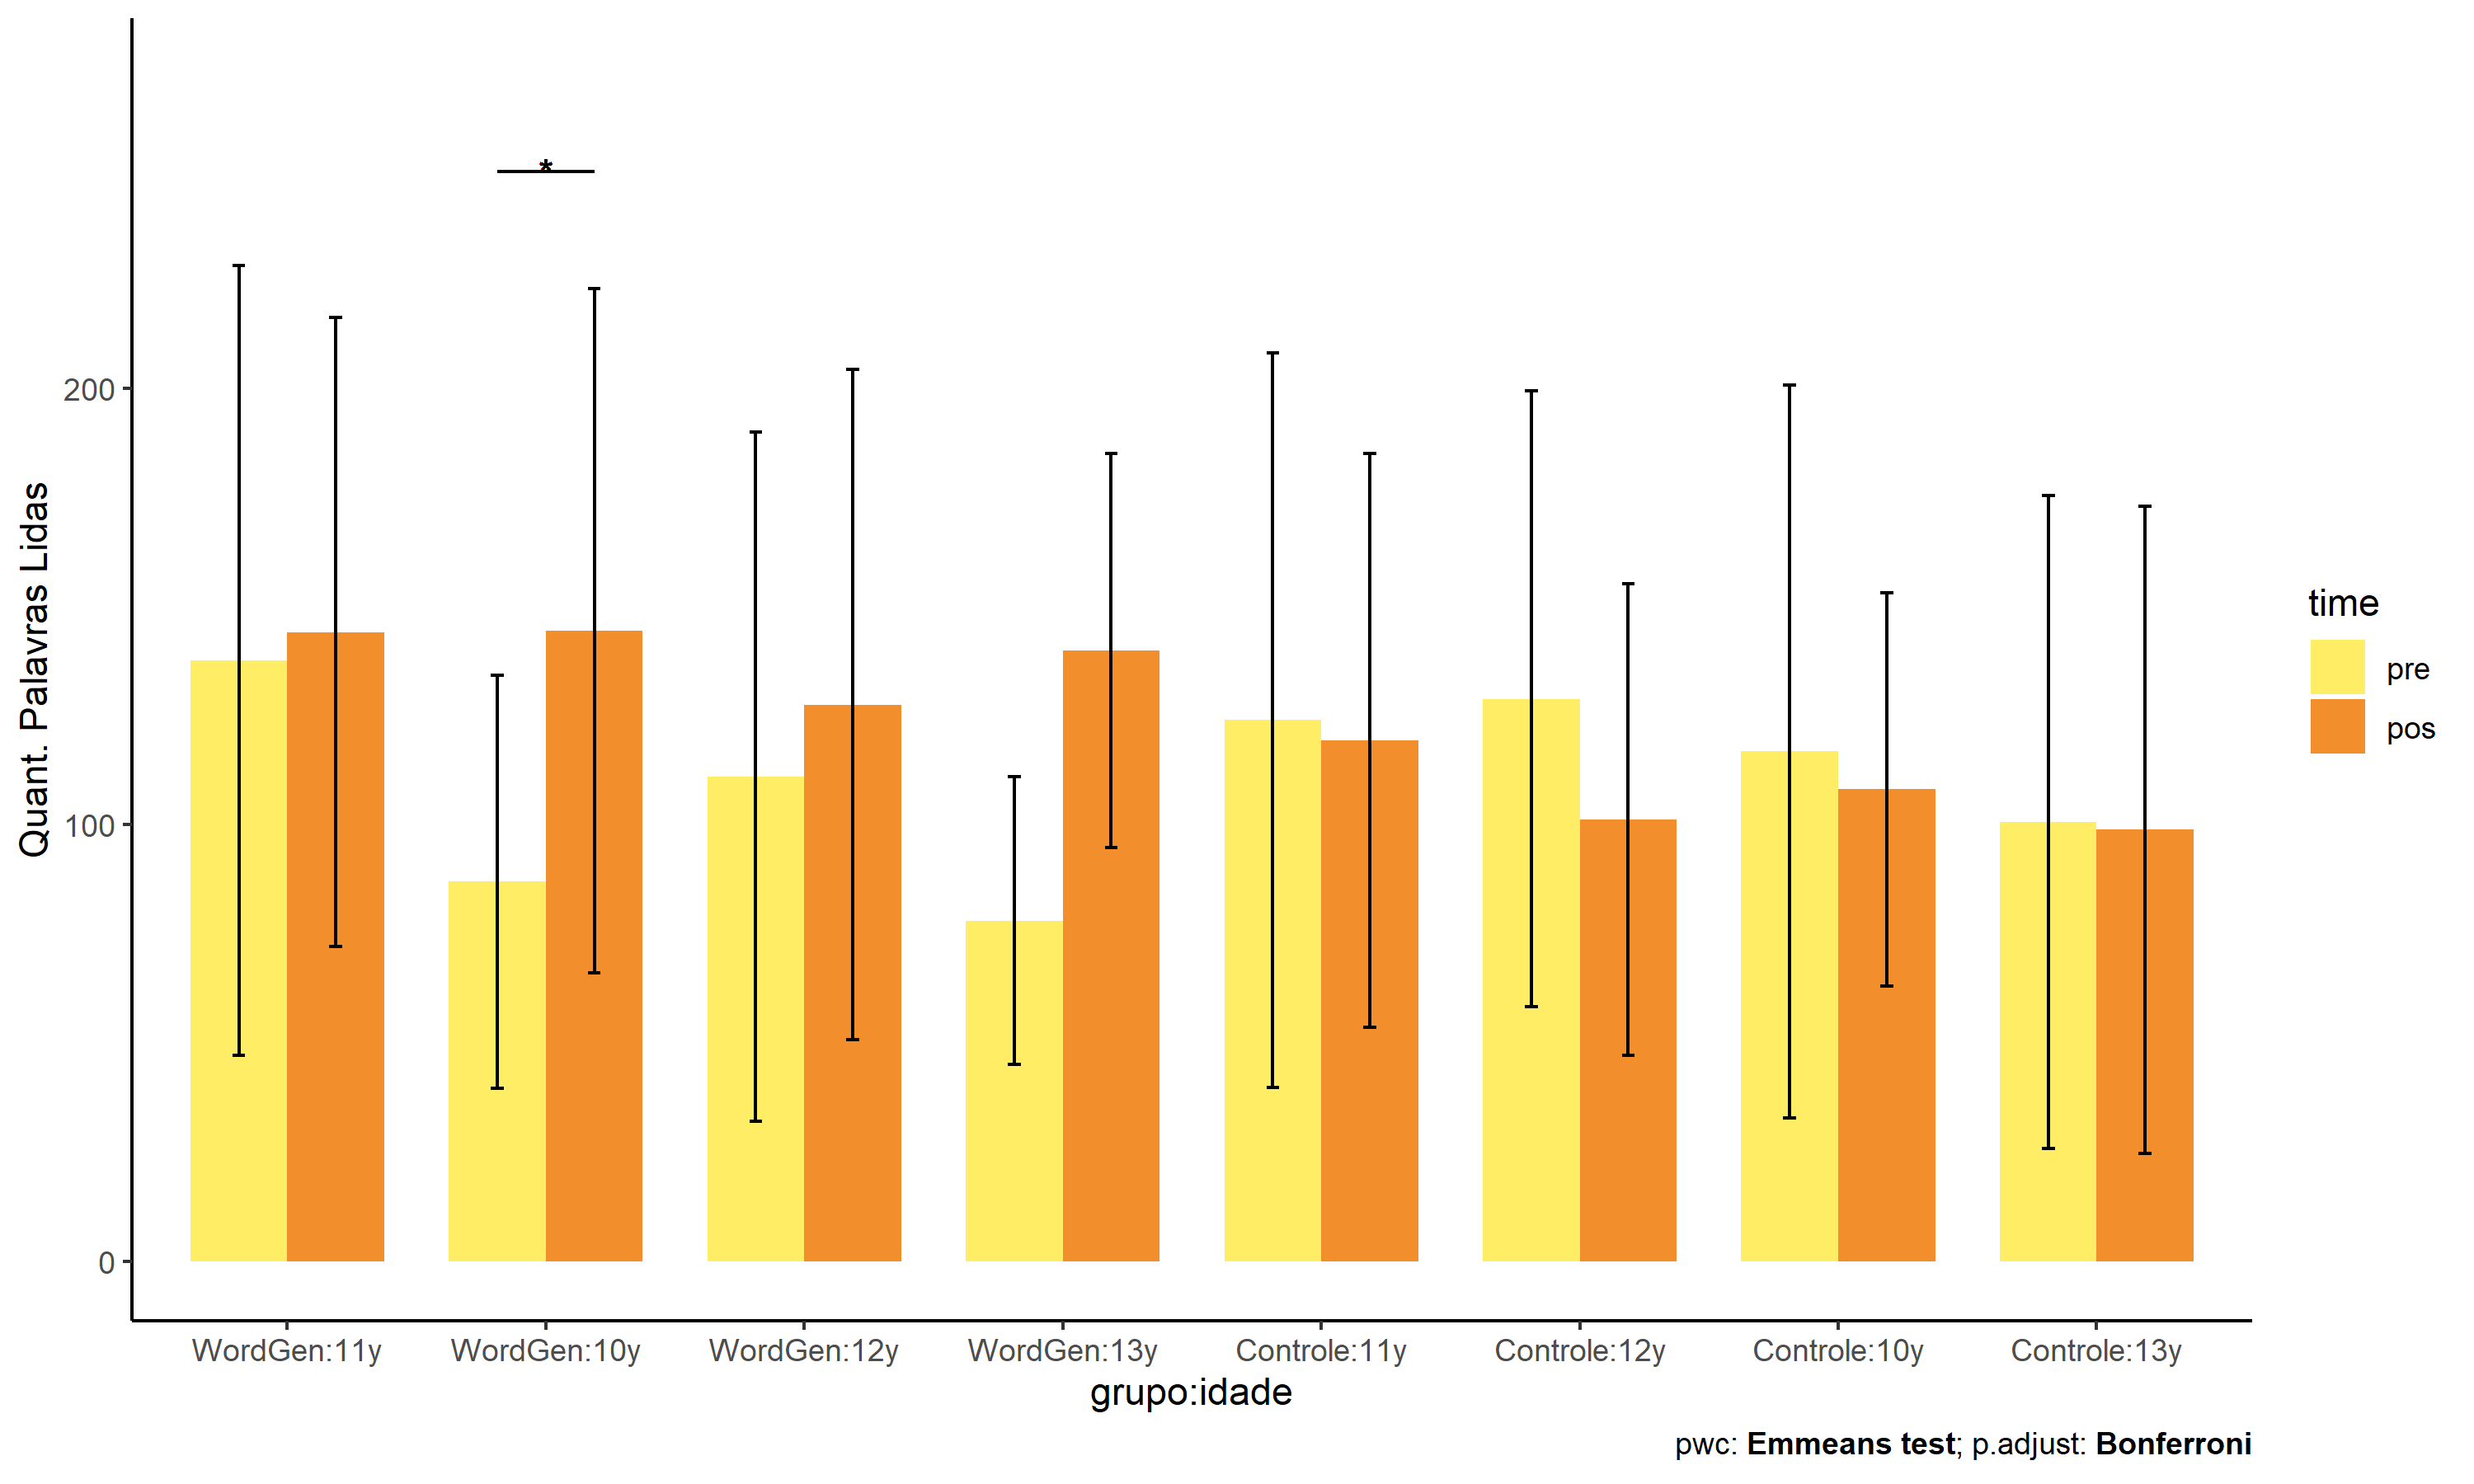 *
200
100
0
Quant. Palavras Lidas
WordGen:11y WordGen:10y WordGen:12y WordGen:13y Controle:11y Controle:12y Controle:10y Controle:13y
grupo:idade
time
pre
pos
pwc: Emmeans test; p.adjust: Bonferroni